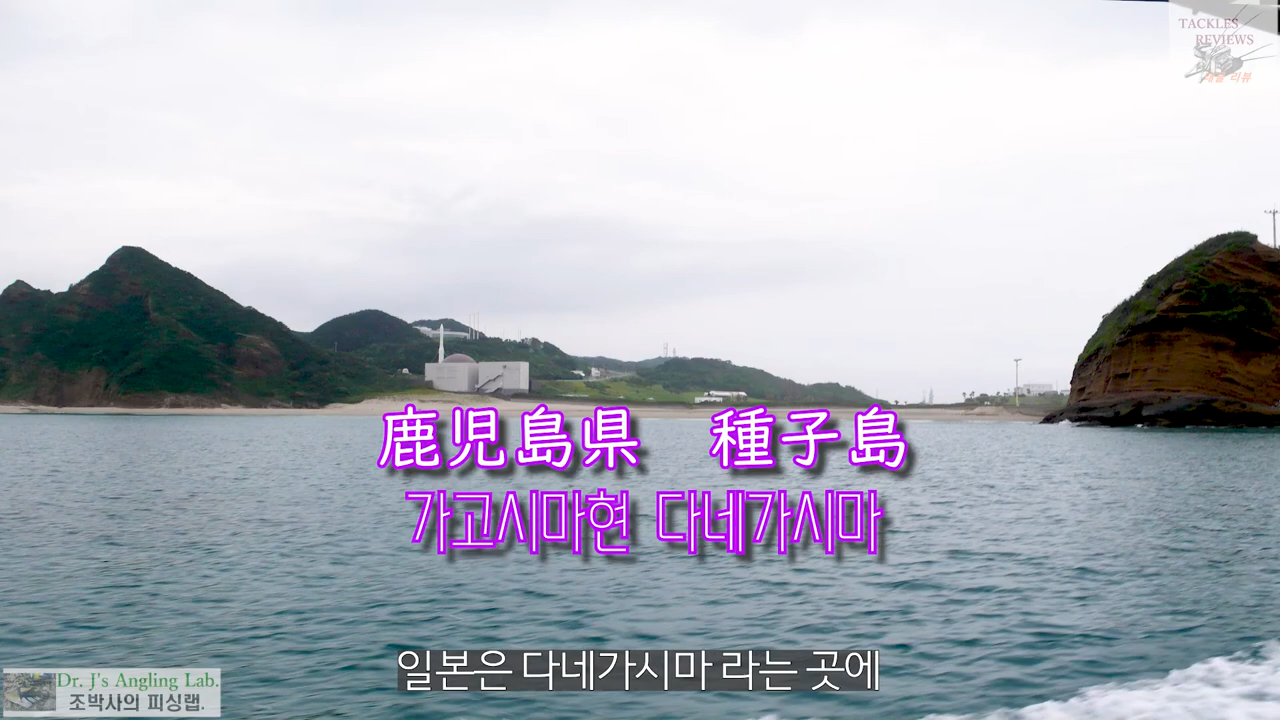 TACKLES
REVIEWS
鹿児島県　種子島
가고시마현 다네가시마
일본은 다네가시마 라는 곳에
Dr. J's Angling Lab.
조박사의 피싱랩.